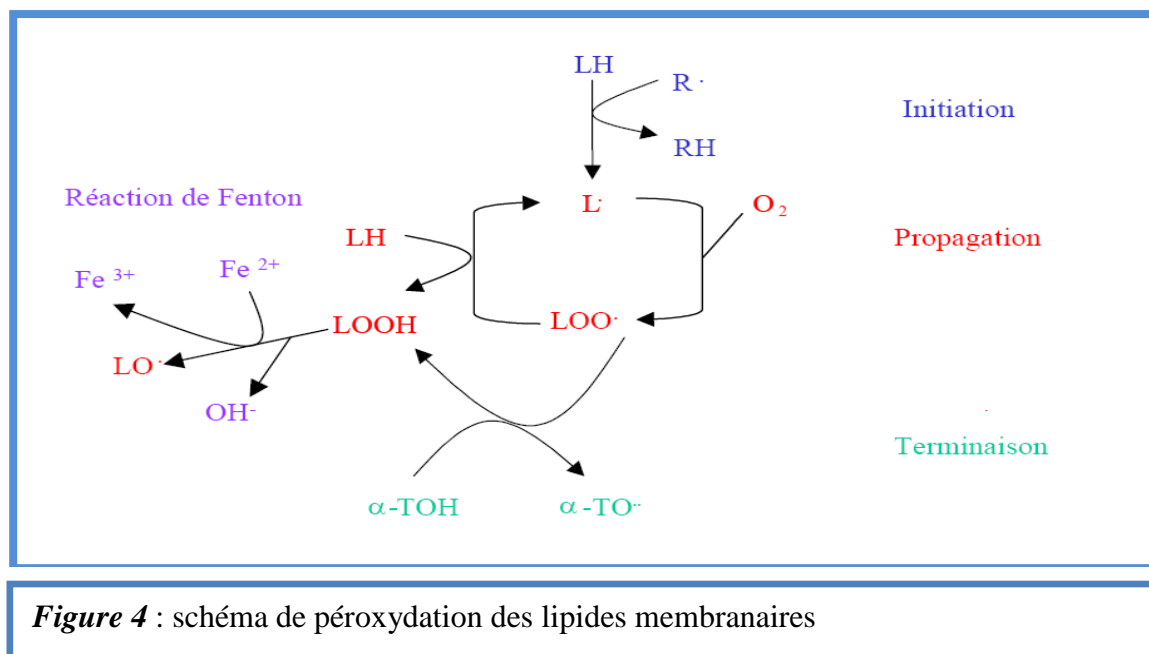 LH
R ·
Initiation
RH
Réaction de Fenton
L·
O₂
LH
Propagation
Fe ³⁺
Fe ²⁺
LOOH
LOO·
LO·
OH⁻
Terminaison
α-TOH
α-TO··
Figure 4 : schéma de péroxydation des lipides membranaires